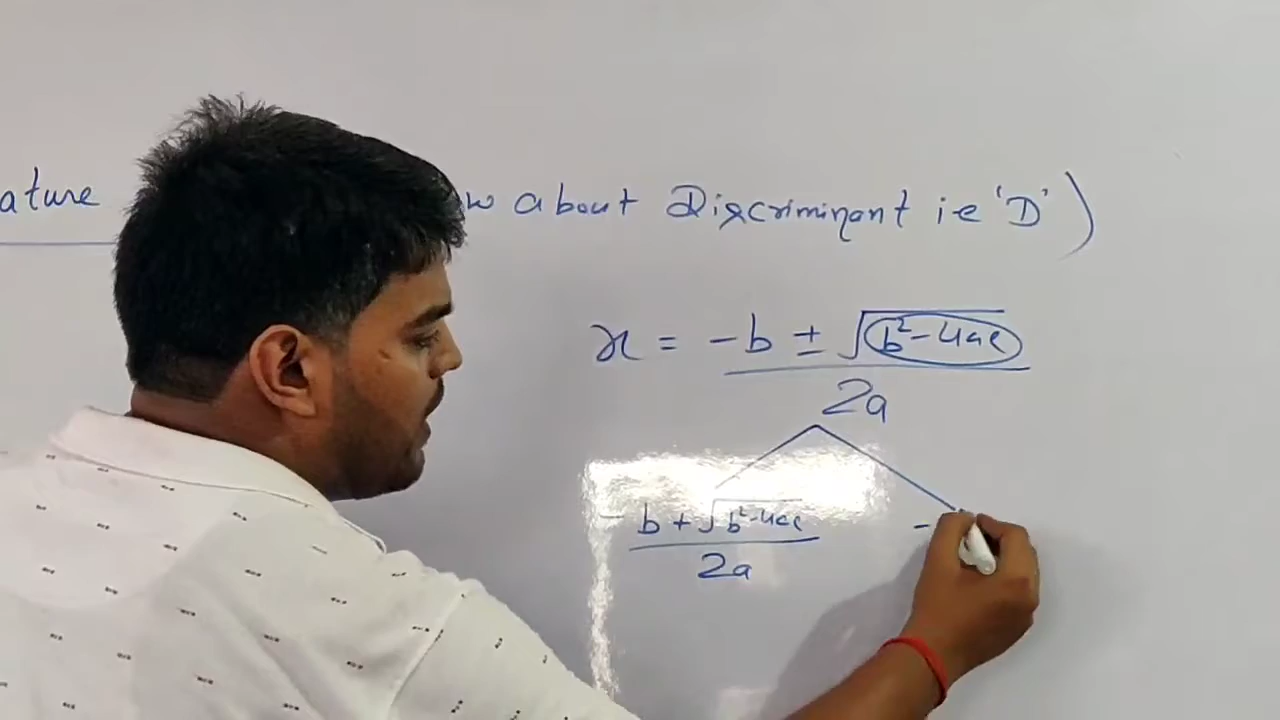 ature w about Discriminant ie 'D')
x = -b ± √b²-4ac
2a
- b + √b²-4ac -
2a